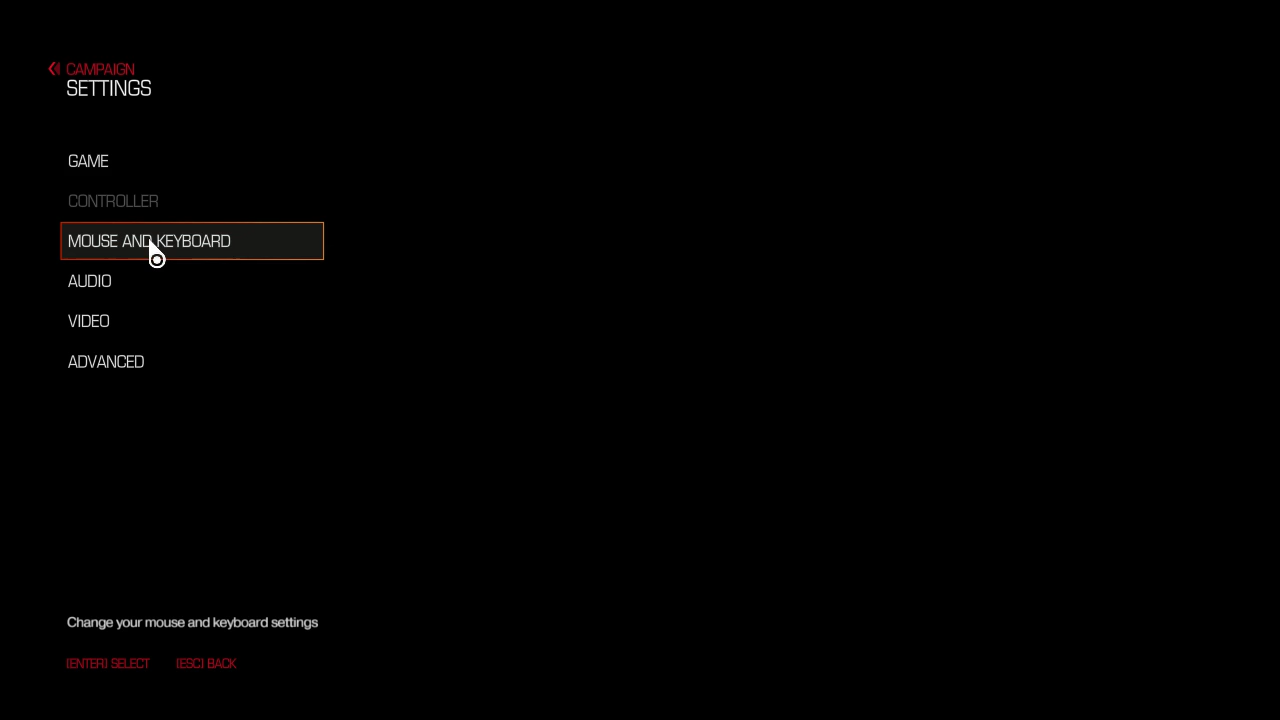 CAMPAIGN
SETTINGS
GAME
CONTROLLER
MOUSE AND KEYBOARD
AUDIO
VIDEO
ADVANCED
Change your mouse and keyboard settings
[ENTER] SELECT [ESC] BACK